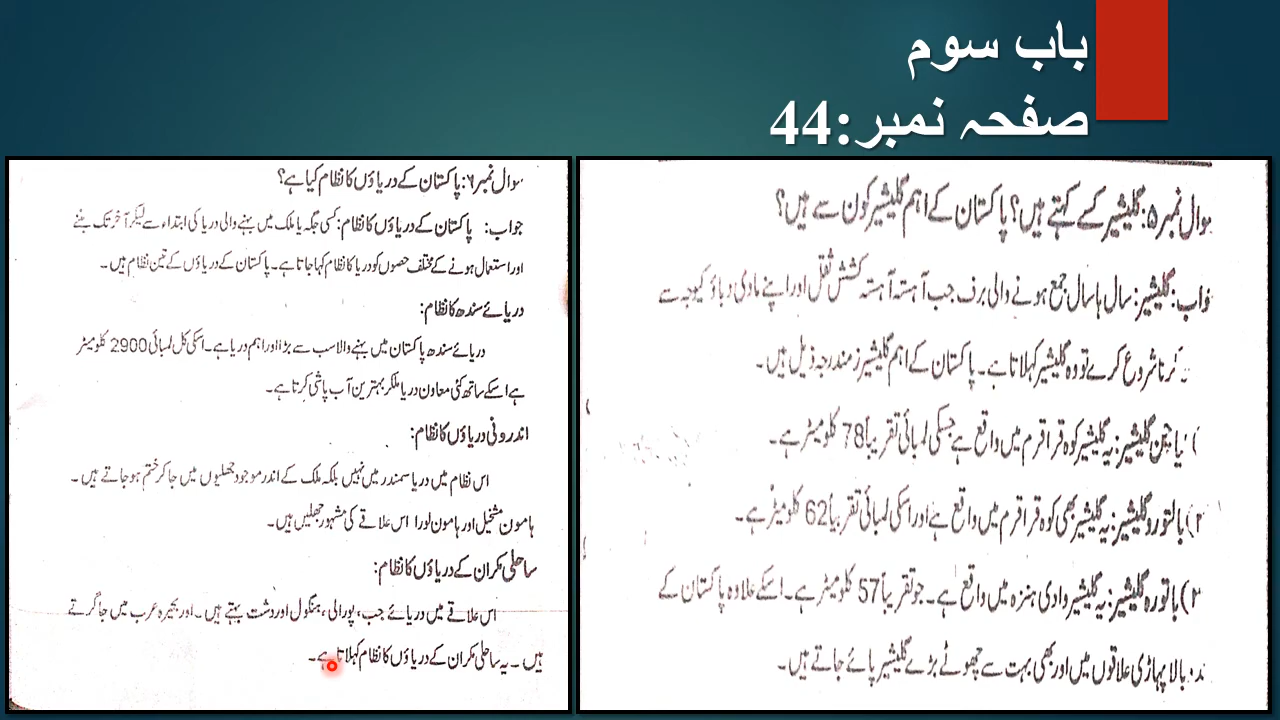 باب سوم
صفحہ نمبر:44
سوال نمبر۵: گلیشیر کسے کہتے ہیں؟ پاکستان کے اہم گلیشیر کون سے ہیں؟
جواب: گلیشیر: سال ہا سال جمع ہونے والی برف جب آہستہ آہستہ کشش ثقل اور اپنے مادی دباؤ کیوجہ سے
کرنا شروع کرے تو وہ گلیشیر کہلاتا ہے۔ پاکستان کے اہم گلیشیرز مندرجہ ذیل ہیں۔
چن گلیشیر: یہ گلیشیر کوہ قراقرم میں واقع ہے جسکی لمبائی تقریباً 78 کلومیٹر ہے۔
۲) بالتورو گلیشیر: یہ گلیشیر بھی کوہ قراقرم میں واقع ہے اور اسکی لمبائی تقریباً 62 کلومیٹر ہے۔
۳) باتورہ گلیشیر: یہ گلیشیر وادی ہنزہ میں واقع ہے۔ جو تقریباً 57 کلومیٹر ہے۔ اسکے علاوہ پاکستان کے
بالا پہاڑی علاقوں میں اور بھی بہت سے چھوٹے بڑے گلیشیر پائے جاتے ہیں۔
سوال نمبر۶: پاکستان کے دریاؤں کا نظام کیا ہے؟
جواب: پاکستان کے دریاؤں کا نظام: کسی جگہ یا ملک میں بہنے والی دریا کی ابتداء سے لیکر آخر تک بننے
اور استعمال ہونے کے مختلف حصوں کو دریا کا نظام کہا جاتا ہے۔ پاکستان کے دریاؤں کے تین نظام ہیں۔
دریائے سندھ کا نظام:
دریائے سندھ پاکستان میں بہنے والا سب سے بڑا اور اہم دریا ہے۔ اسکی کل لمبائی 2900 کلومیٹر
ہے اسکے ساتھ کئی معاون دریا ملکر بہترین آب پاشی کرتا ہے۔
اندرونی دریاؤں کا نظام:
اس نظام میں دریا سمندر میں نہیں بلکہ ملک کے اندر موجود جھلیوں میں جا کر ختم ہو جاتے ہیں۔
ہامون مشخیل اور ہامون لورا اس علاقے کی مشہور جھلیں ہیں۔
ساحلی مکران کے دریاؤں کا نظام:
اس علاقے میں دریائے حب، پورالی، ہنگول اور دشت بہتے ہیں۔ اور بحیرہ عرب میں جا گرتے
ہیں۔ یہ ساحلی مکران کے دریاؤں کا نظام کہلاتا ہے۔